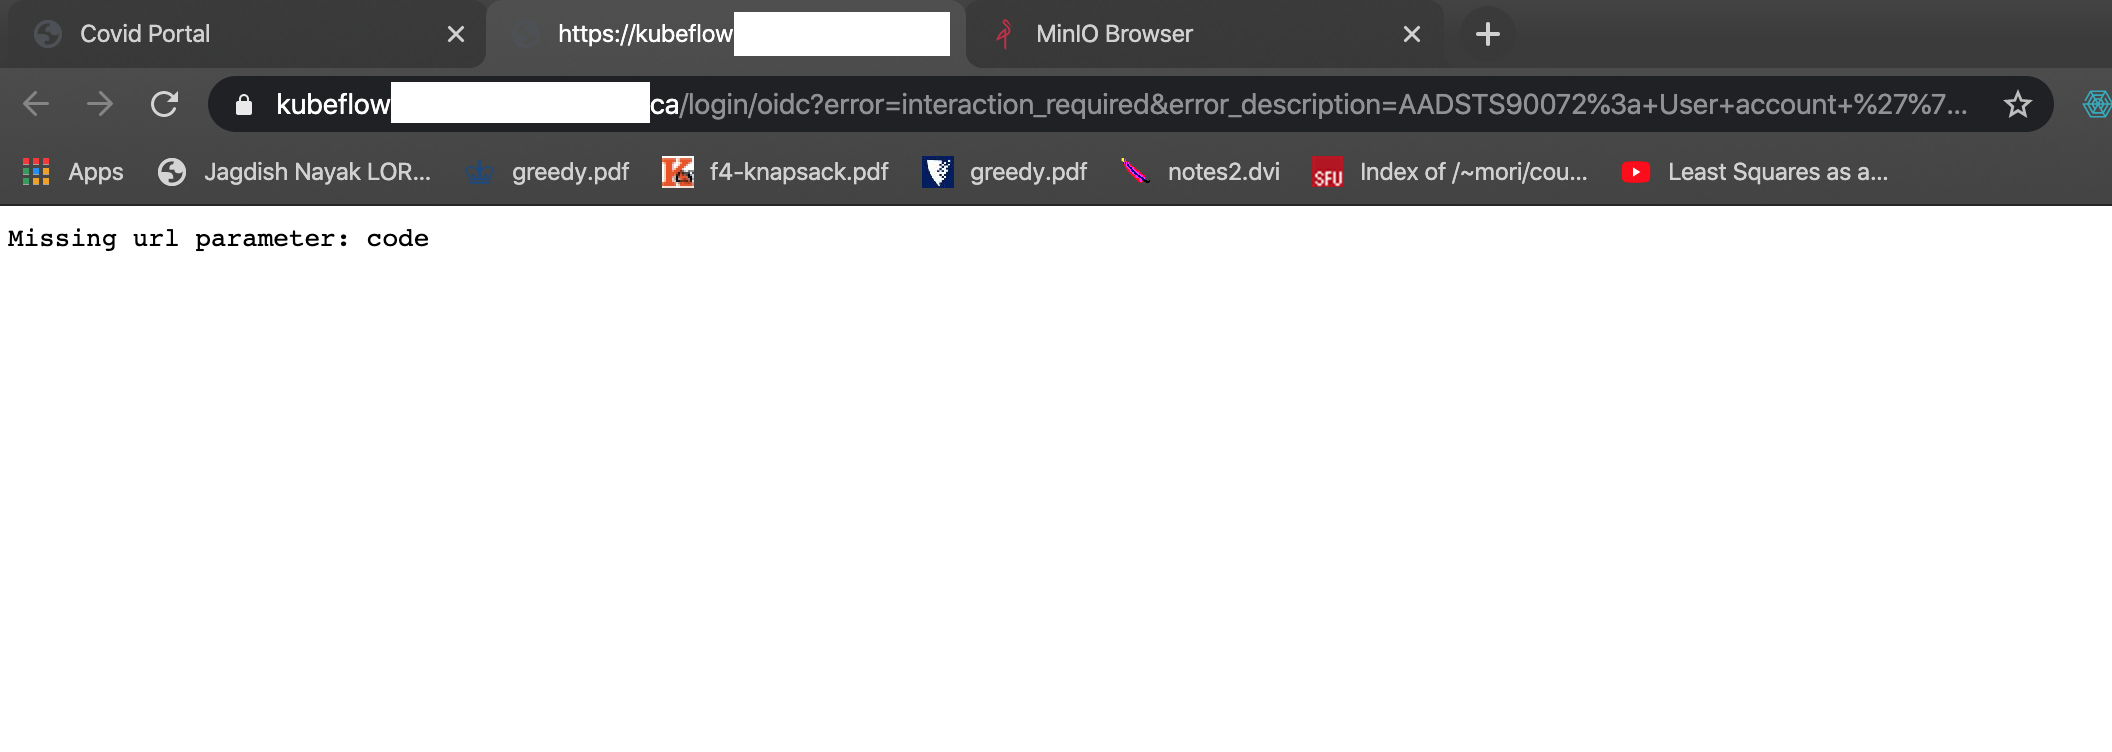 Covid Portal https://kubeflow MinIO Browser
kubeflow ca/login/oidc?error=interaction_required&error_description=AADSTS90072%3a+User+account+%27%7...
Apps Jagdish Nayak LOR... greedy.pdf f4-knapsack.pdf greedy.pdf notes2.dvi SFU Index of /~mori/cou... Least Squares as a...
Missing url parameter: code